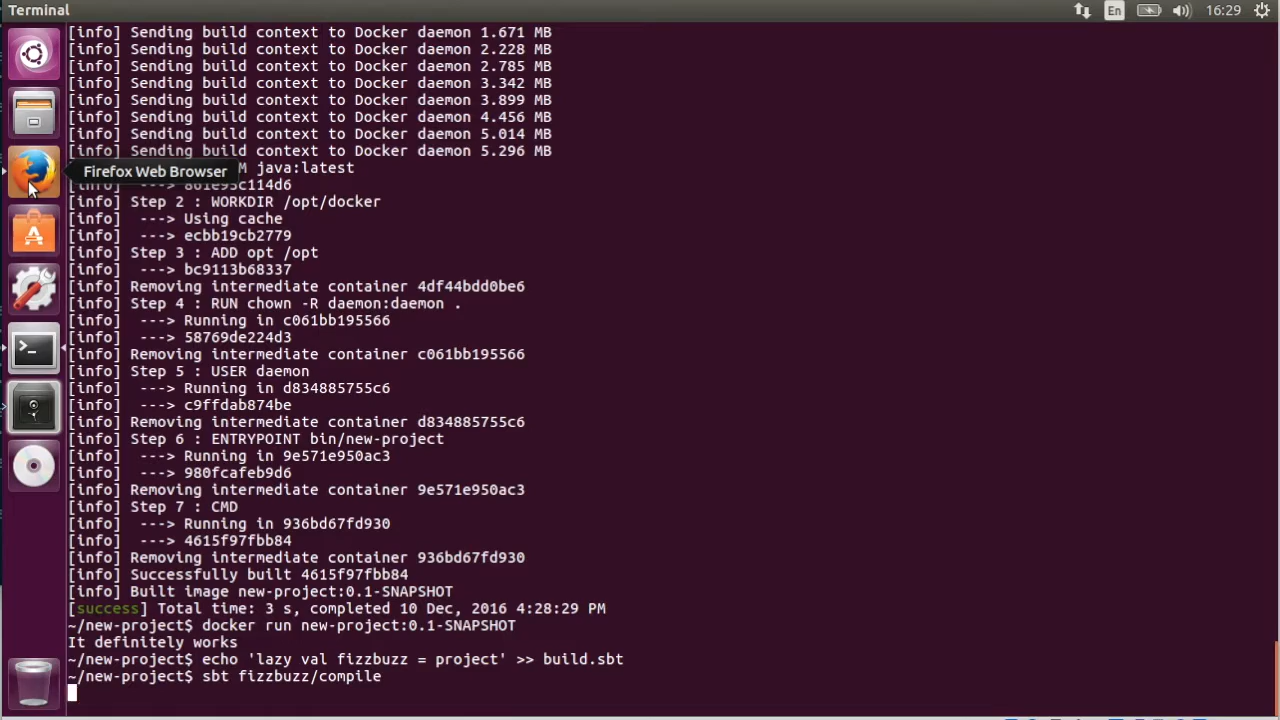 Terminal
En
16:29
[info] Sending build context to Docker daemon 1.671 MB
[info] Sending build context to Docker daemon 2.228 MB
[info] Sending build context to Docker daemon 2.785 MB
[info] Sending build context to Docker daemon 3.342 MB
[info] Sending build context to Docker daemon 3.899 MB
[info] Sending build context to Docker daemon 4.456 MB
[info] Sending build context to Docker daemon 5.014 MB
[info] Sending build context to Docker daemon 5.296 MB
M java:latest
Firefox Web Browser
[info] ---> 861e95c114d6
[info] Step 2 : WORKDIR /opt/docker
[info] ---> Using cache
[info] ---> ecbb19cb2779
[info] Step 3 : ADD opt /opt
[info] ---> bc9113b68337
[info] Removing intermediate container 4df44bdd0be6
[info] Step 4 : RUN chown -R daemon:daemon .
[info] ---> Running in c061bb195566
[info] ---> 58769de224d3
[info] Removing intermediate container c061bb195566
[info] Step 5 : USER daemon
[info] ---> Running in d834885755c6
[info] ---> c9ffdab874be
[info] Removing intermediate container d834885755c6
[info] Step 6 : ENTRYPOINT bin/new-project
[info] ---> Running in 9e571e950ac3
[info] ---> 980fcafeb9d6
[info] Removing intermediate container 9e571e950ac3
[info] Step 7 : CMD
[info] ---> Running in 936bd67fd930
[info] ---> 4615f97fbb84
[info] Removing intermediate container 936bd67fd930
[info] Successfully built 4615f97fbb84
[info] Built image new-project:0.1-SNAPSHOT
[success] Total time: 3 s, completed 10 Dec, 2016 4:28:29 PM
~/new-project$ docker run new-project:0.1-SNAPSHOT
It definitely works
~/new-project$ echo 'lazy val fizzbuzz = project' >> build.sbt
~/new-project$ sbt fizzbuzz/compile